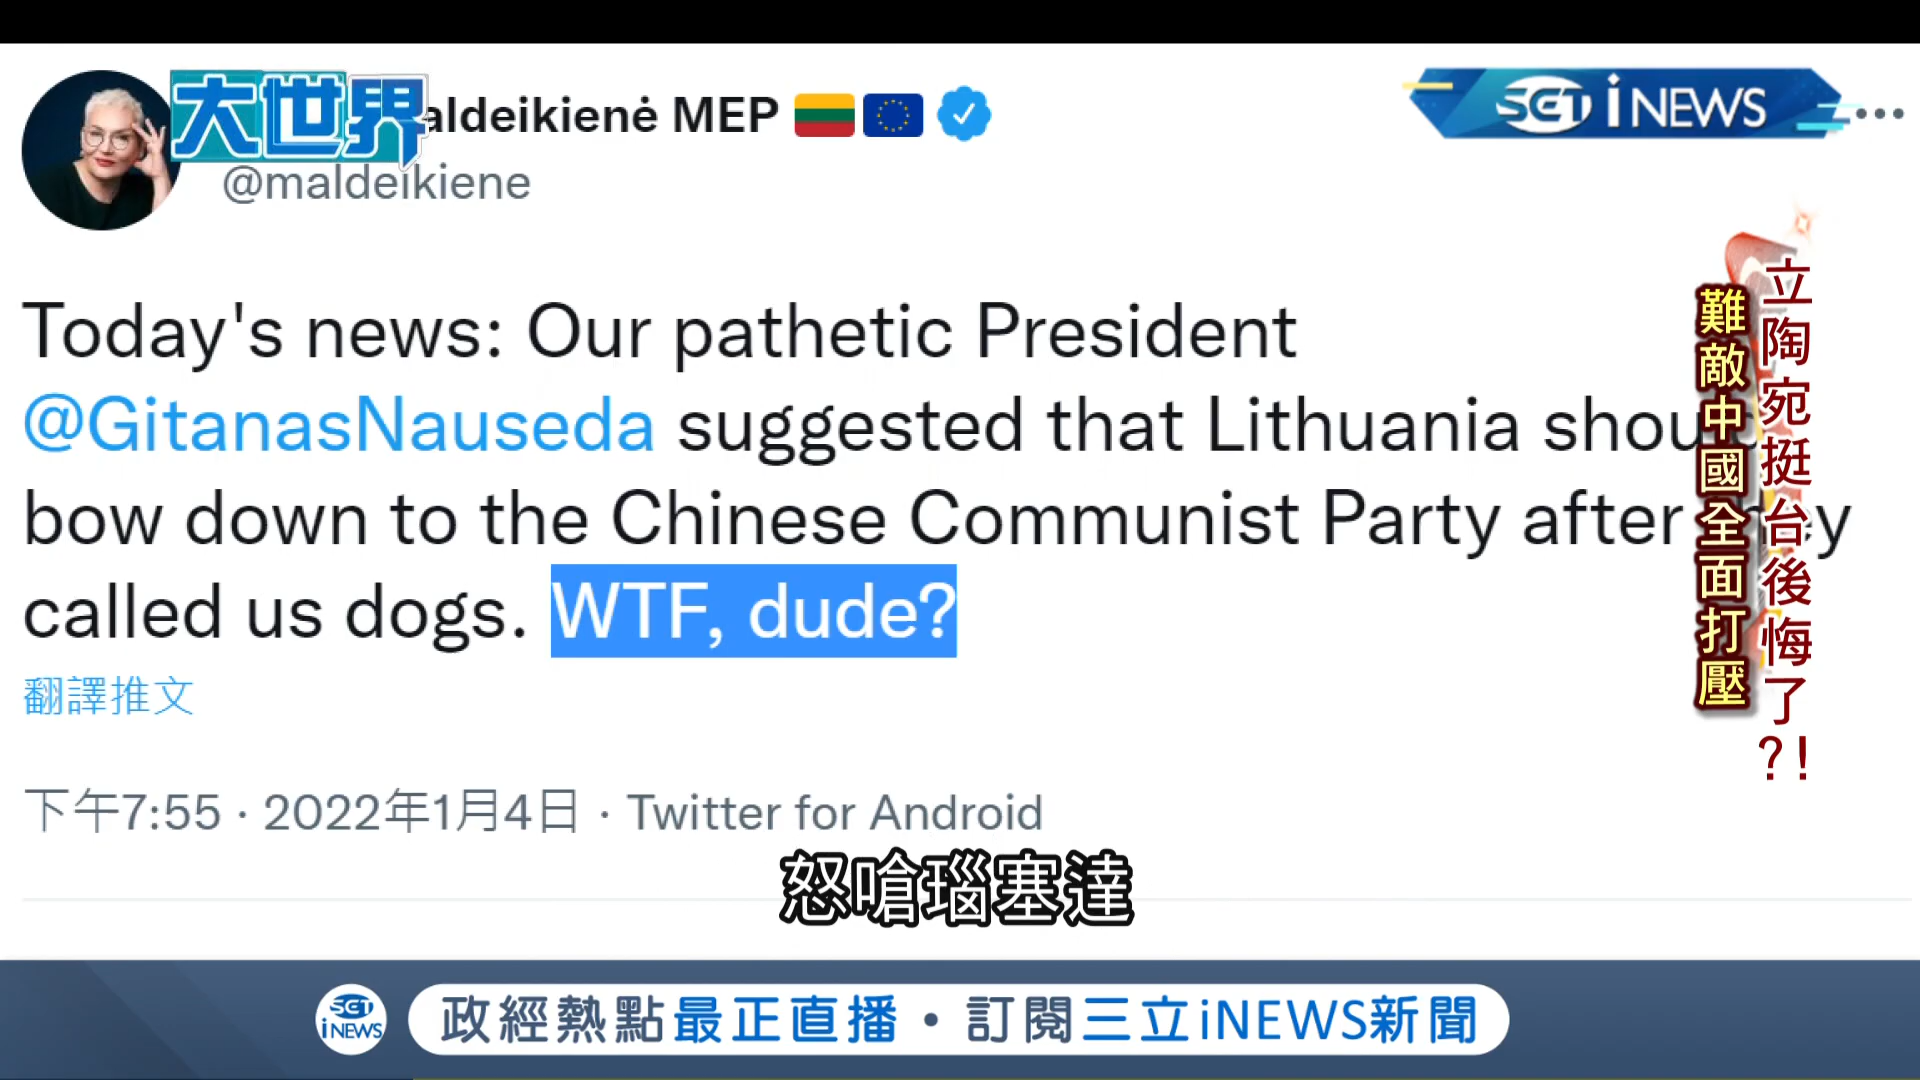 大世界
aldeikienė MEP
@maldeikiene
SET iNEWS
Today's news: Our pathetic President
@GitanasNauseda suggested that Lithuania
bow down to the Chinese Communist Party after
called us dogs. WTF, dude?
翻譯推文
下午7:55 · 2022年1月4日 · Twitter for Android
立陶宛挺台後悔了?!
難敵中國全面打壓
怒嗆瑙塞達
SET iNEWS
政經熱點最正直播・訂閱三立iNEWS新聞